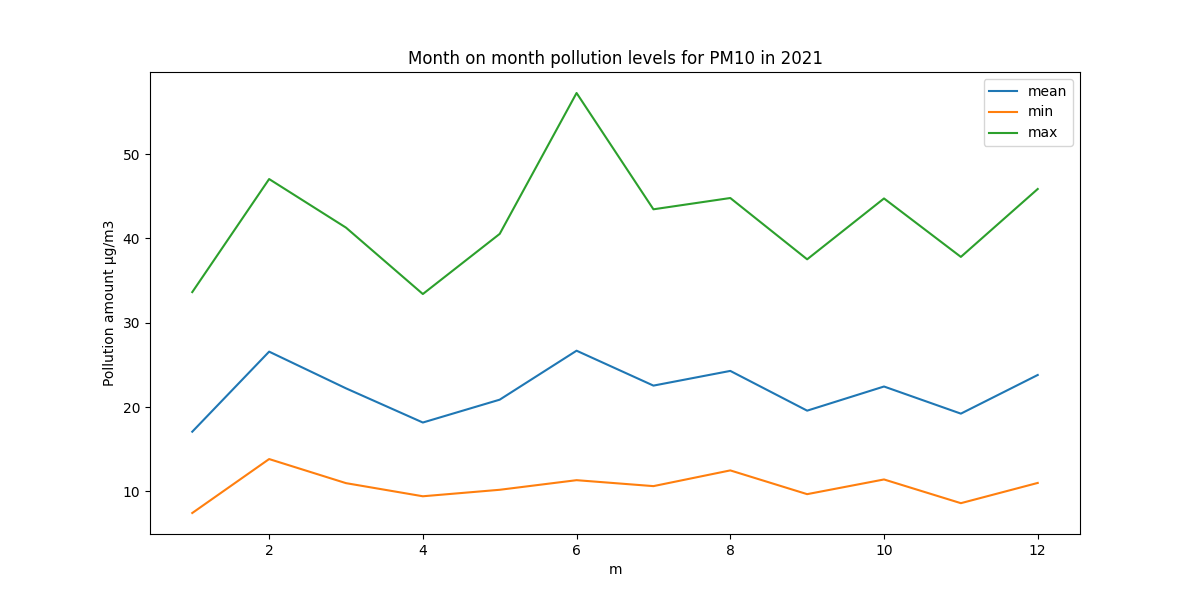 Month on month pollution levels for PM10 in 2021
mean
min
max
50
40
30
20
10
Pollution amount µg/m3
2 4 6 8 10 12
m